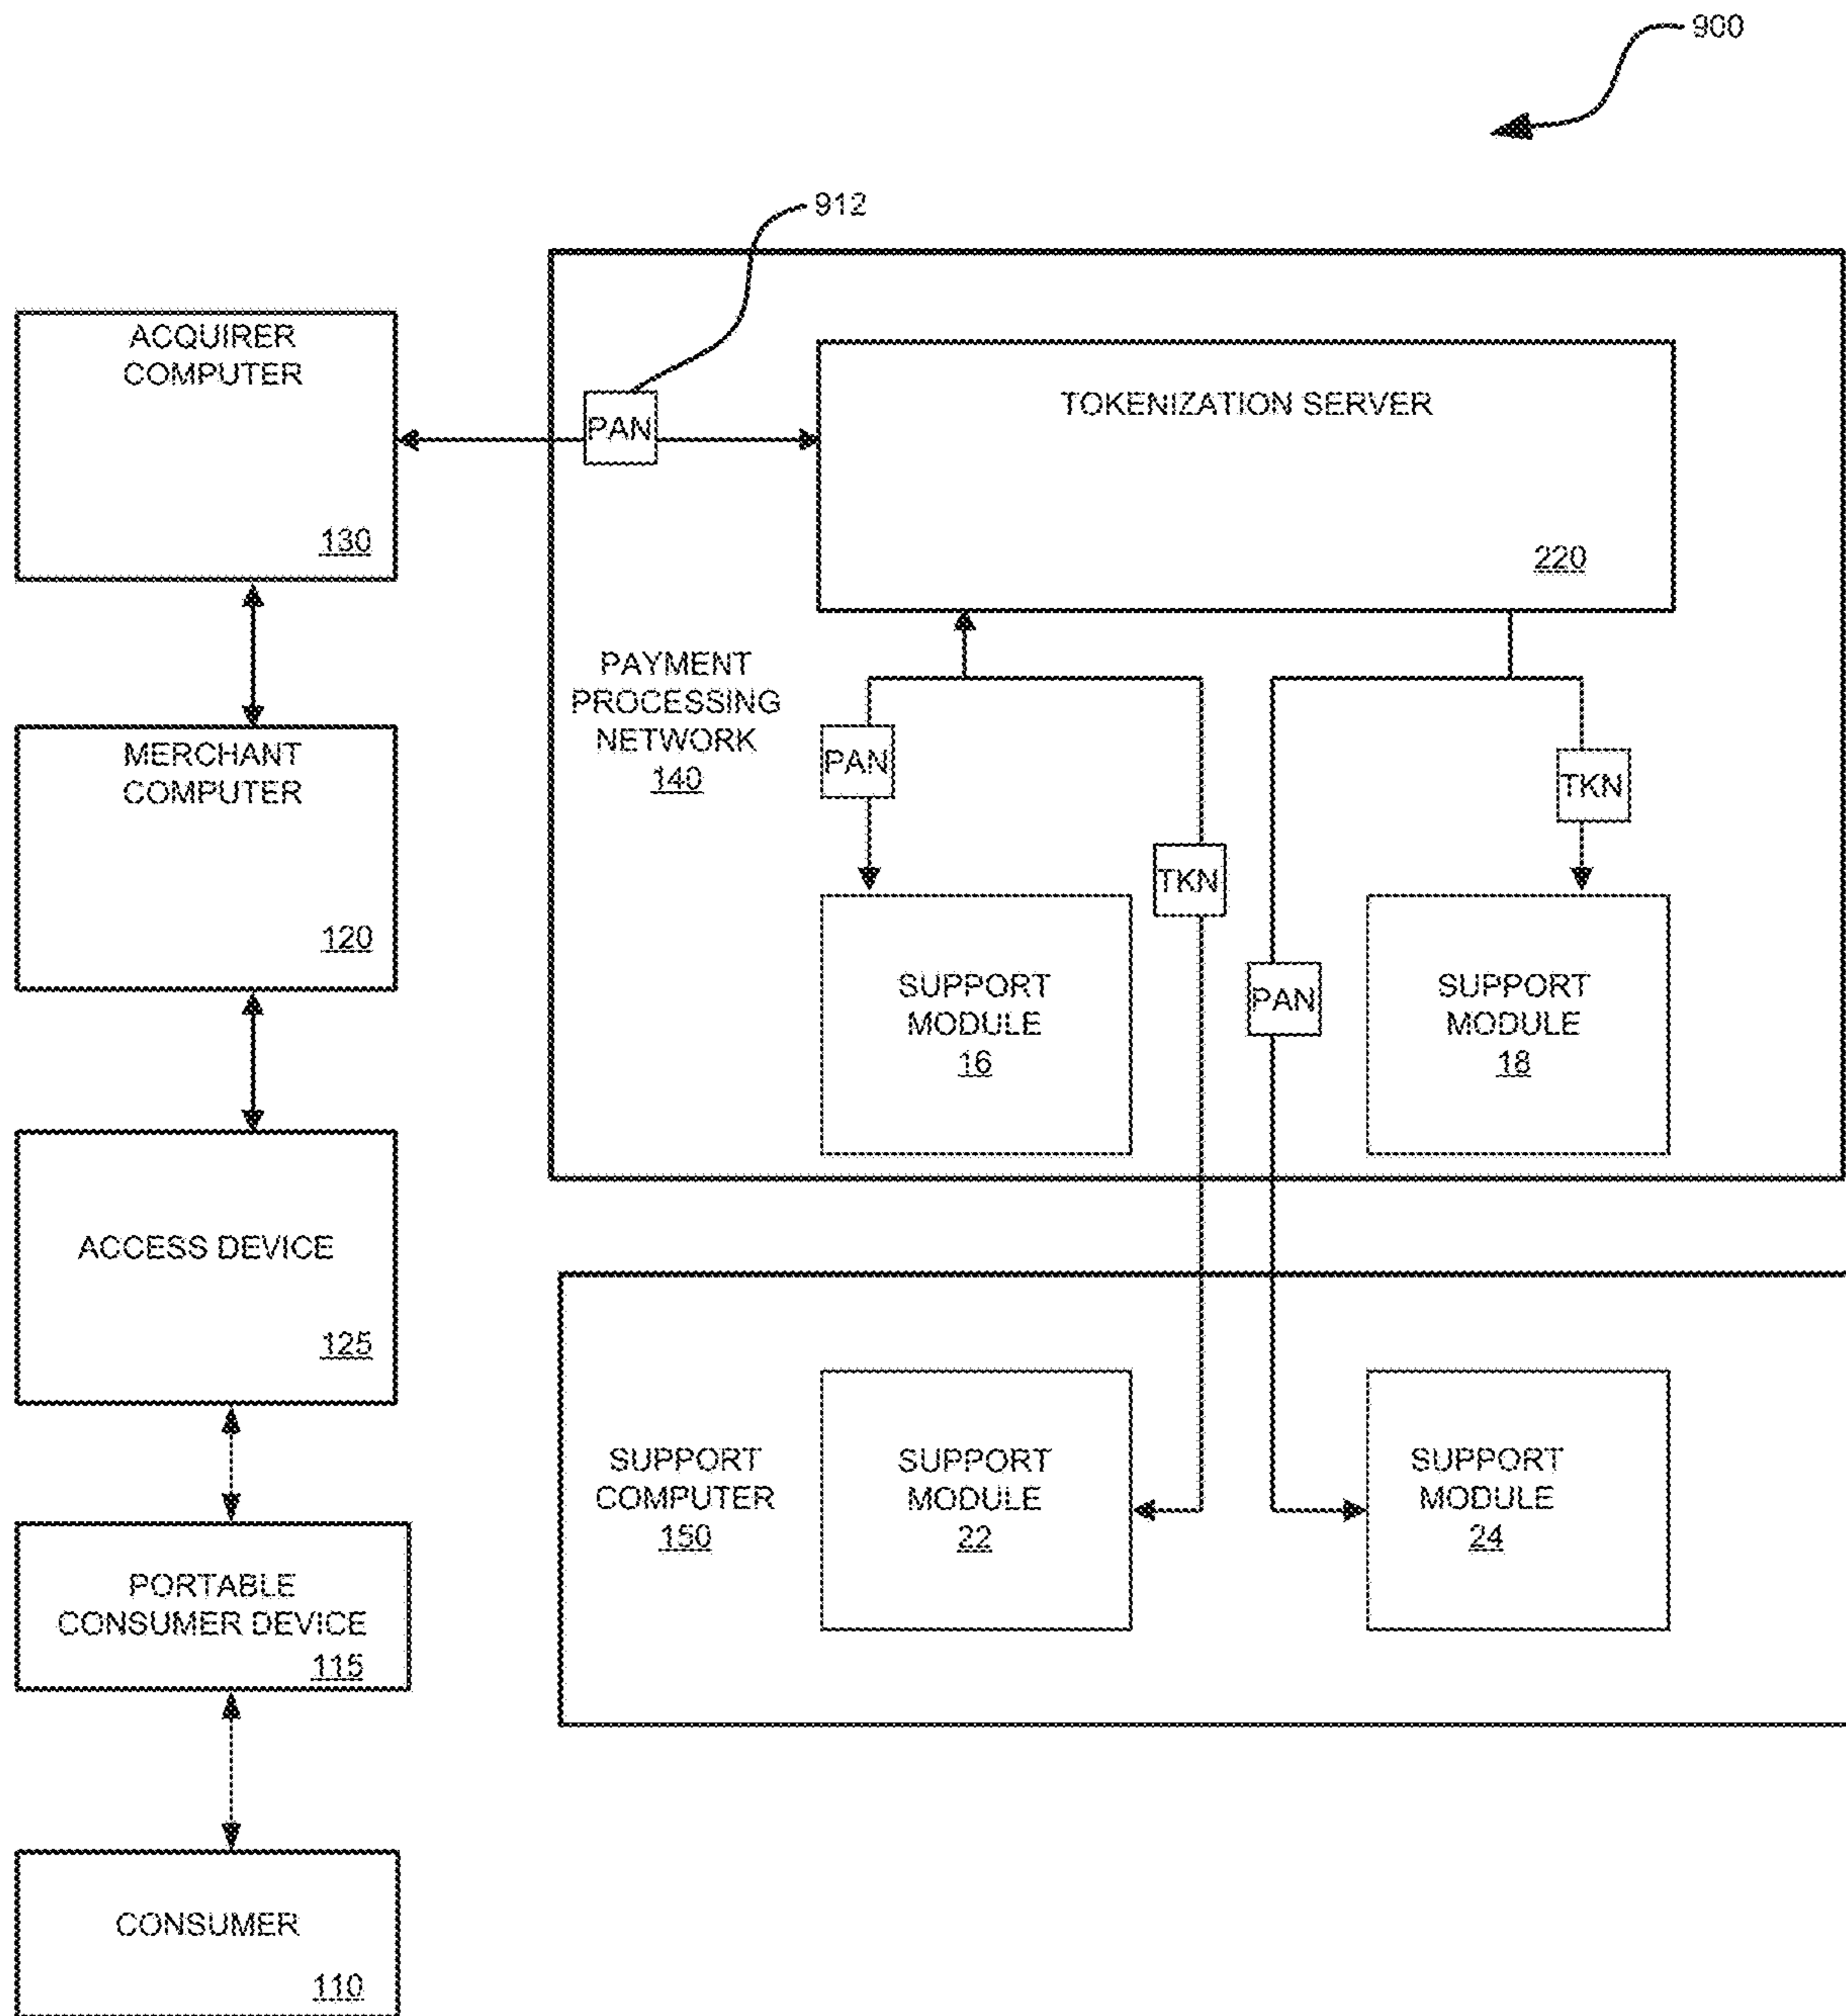 900
912
ACQUIRER
COMPUTER
130
PAN
TOKENIZATION SERVER
220
PAYMENT
PROCESSING
NETWORK
140
PAN
TKN
TKN
PAN
SUPPORT
MODULE
16
SUPPORT
MODULE
18
MERCHANT
COMPUTER
120
ACCESS DEVICE
125
SUPPORT
COMPUTER
150
SUPPORT
MODULE
22
SUPPORT
MODULE
24
PORTABLE
CONSUMER DEVICE
115
CONSUMER
110